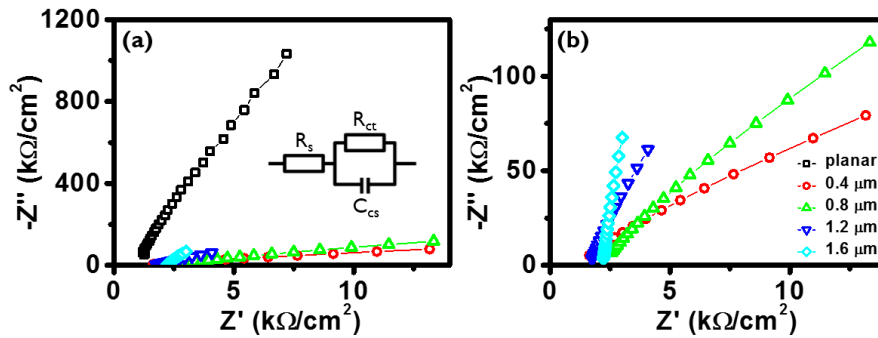 (a)
-Z'' (kΩ/cm²)
1200
800
400
0
0
5
10
Z' (kΩ/cm²)
Rs
Rct
Ccs
(b)
-Z'' (kΩ/cm²)
100
50
0
0
5
10
Z' (kΩ/cm²)
planar
0.4 μm
0.8 μm
1.2 μm
1.6 μm